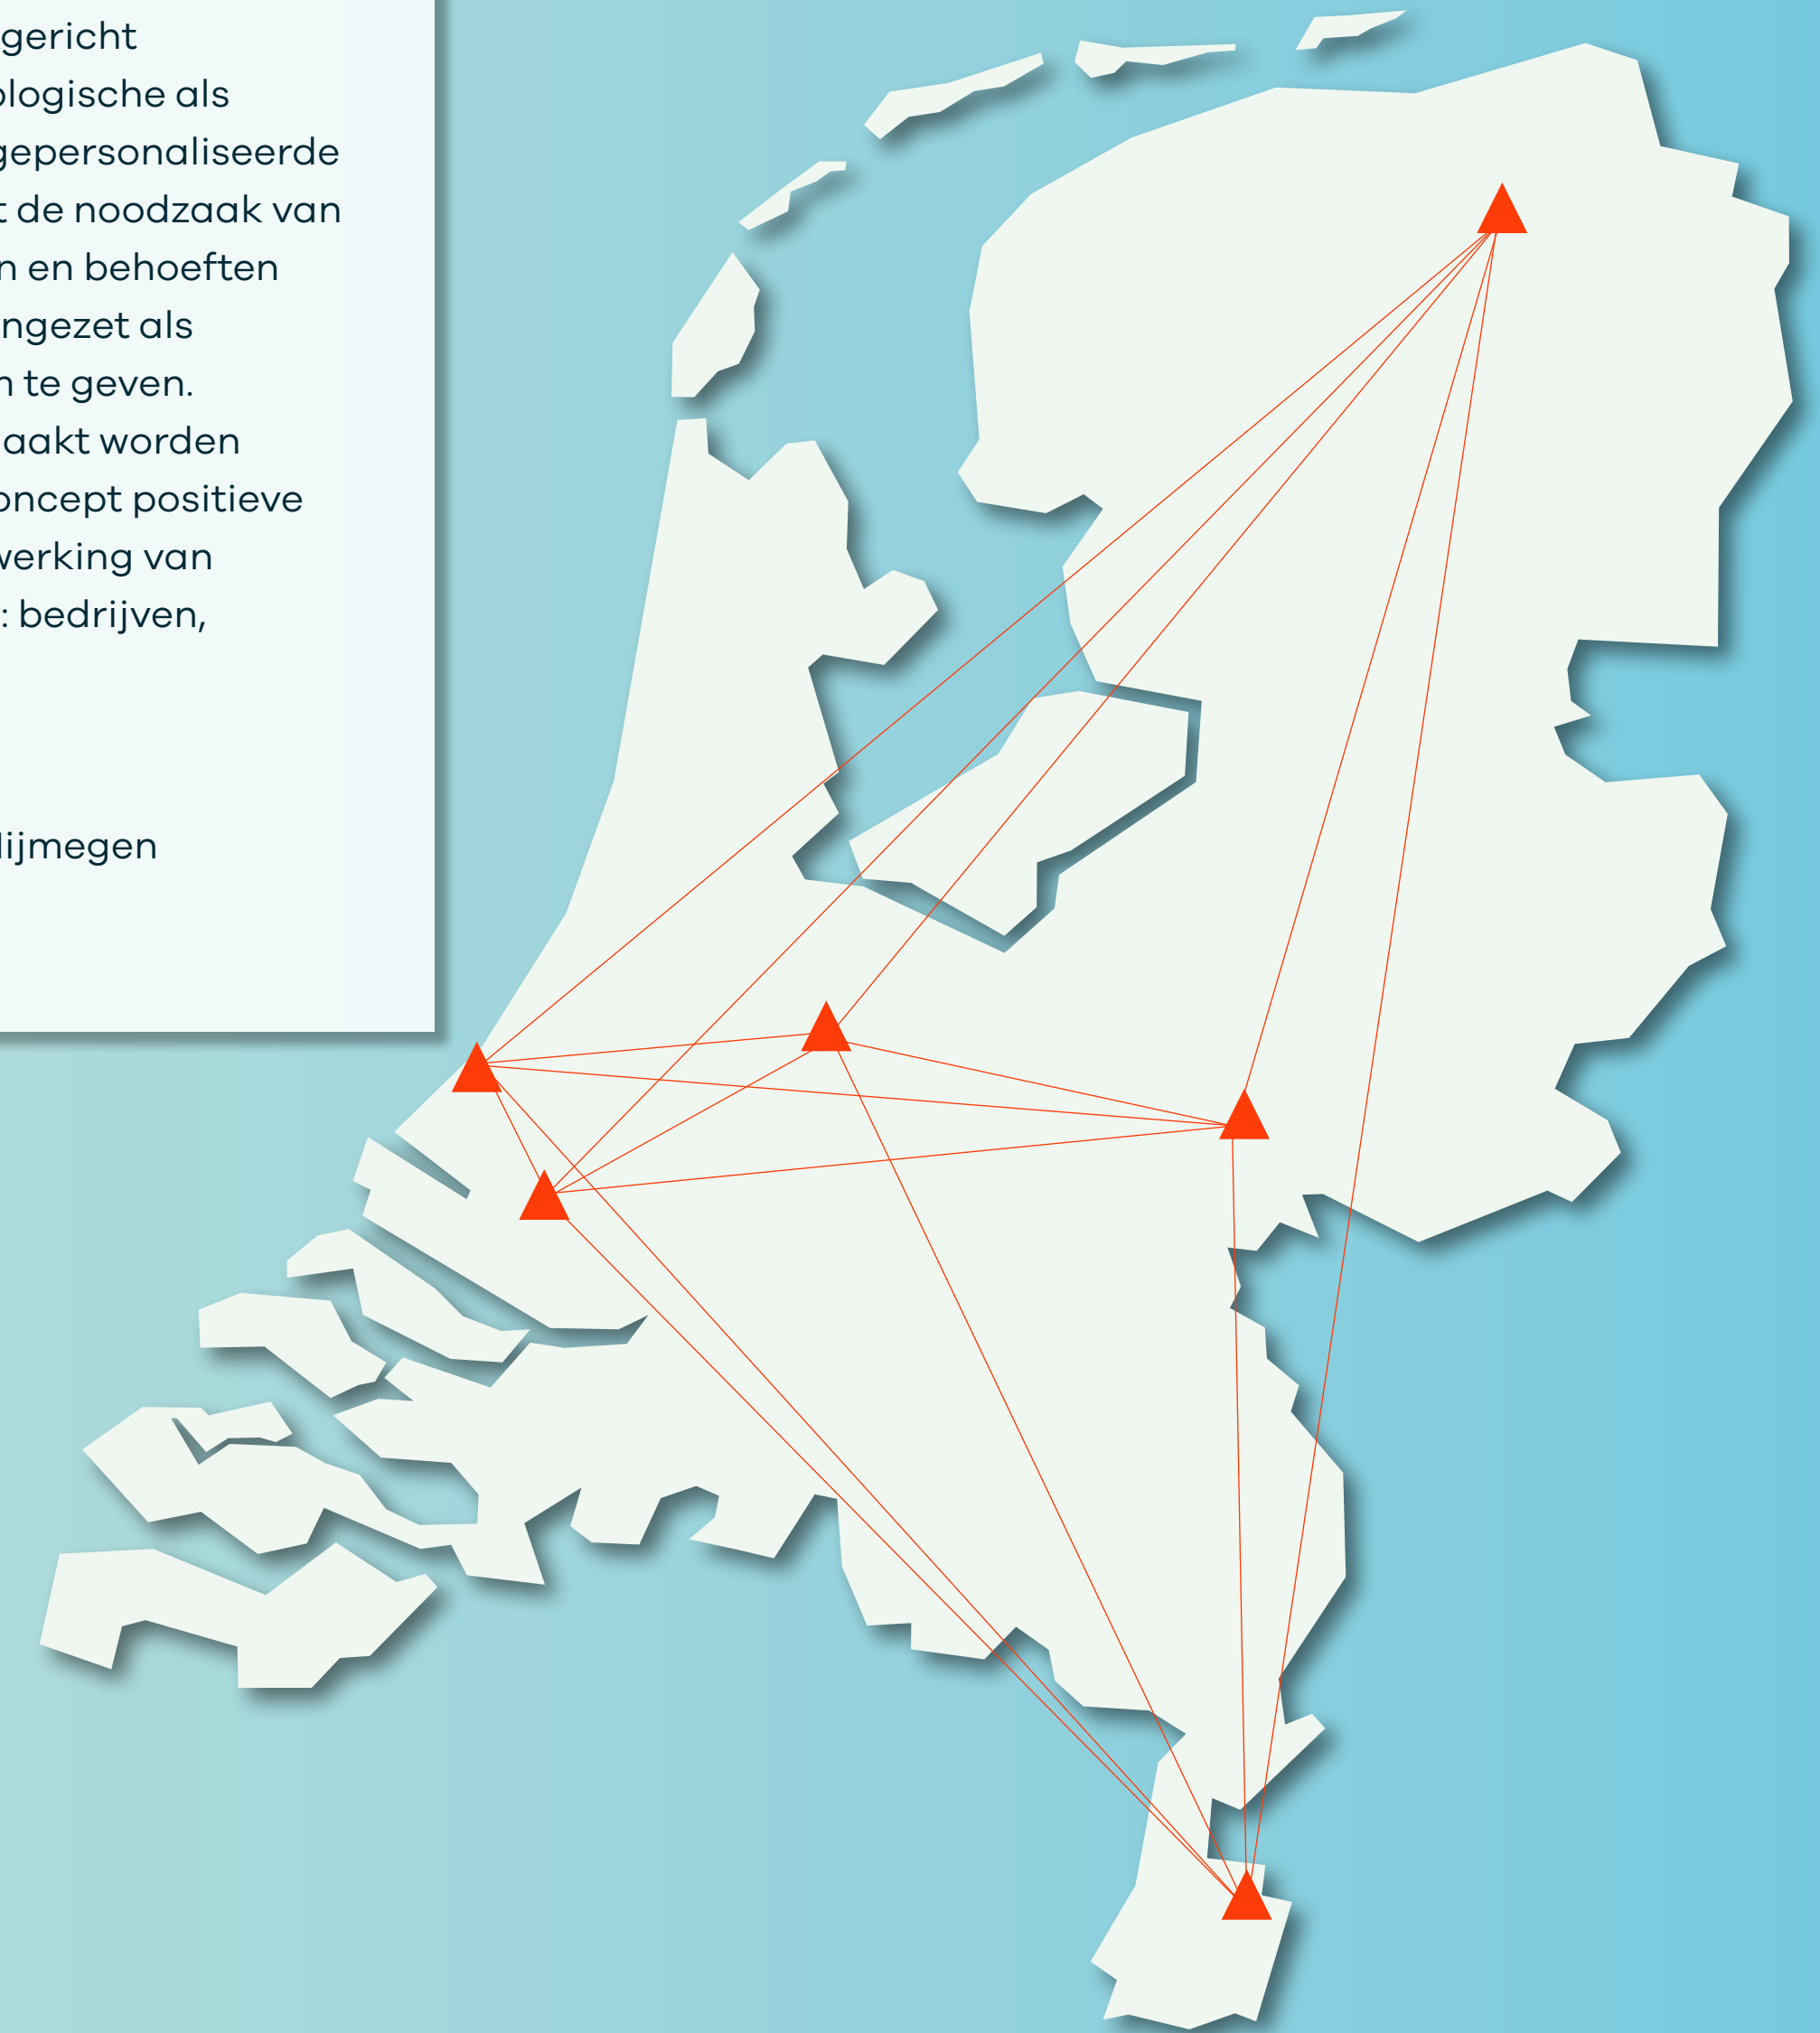 gericht
ologische als
gepersonaliseerde
t de noodzaak van
n en behoeften
ngezet als
n te geven.
aakt worden
oncept positieve
werking van
: bedrijven,
ijmegen